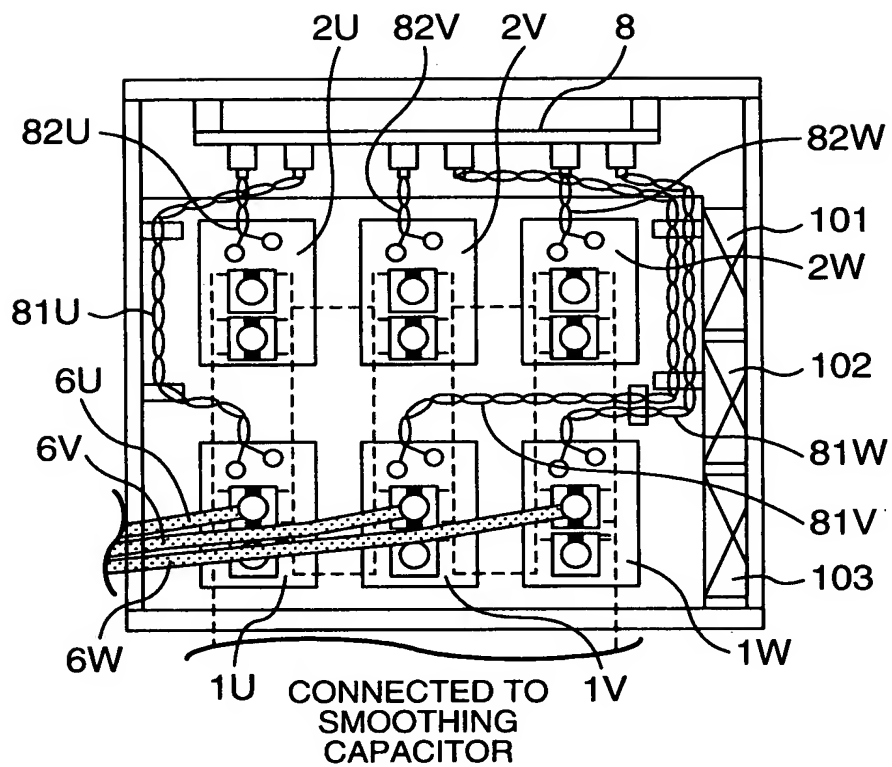 2U
82V
2V
8
82U
82W
101
2W
81U
102
6U
6V
81W
81V
103
6W
1U
1V
1W
CONNECTED TO
SMOOTHING
CAPACITOR